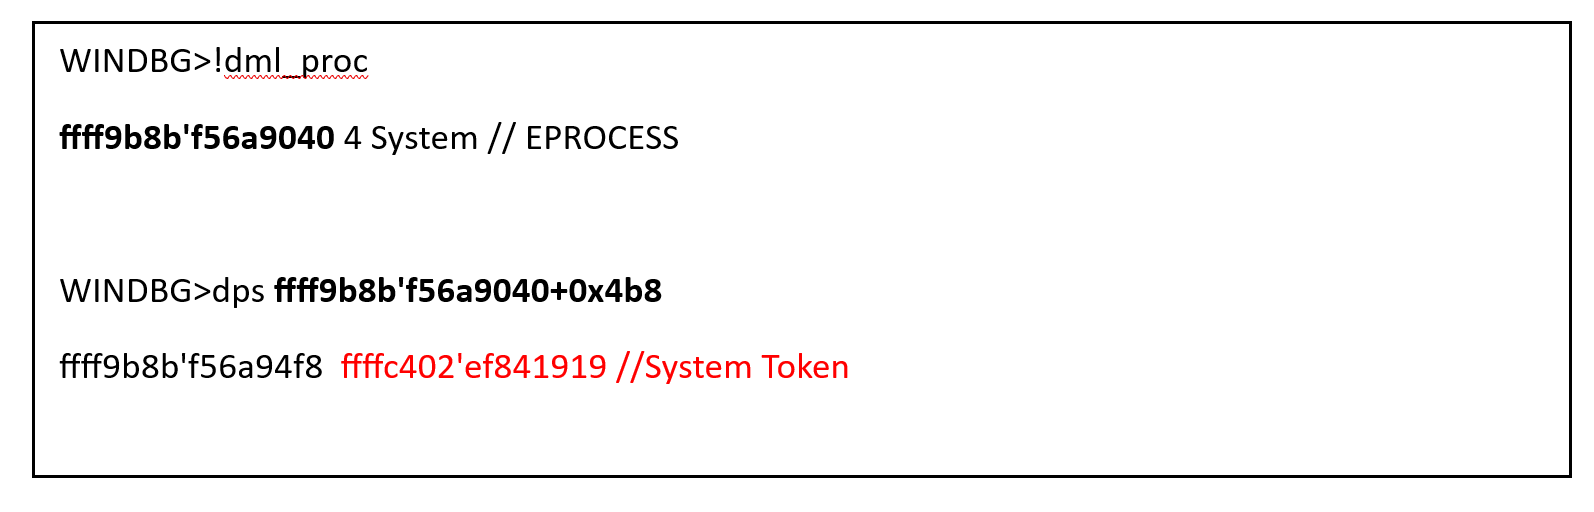 WINDBG>!dml_proc
ffff9b8b'f56a9040 4 System // EPROCESS
WINDBG>dps ffff9b8b'f56a9040+0x4b8
ffff9b8b'f56a94f8  ffffc402'ef841919 //System Token